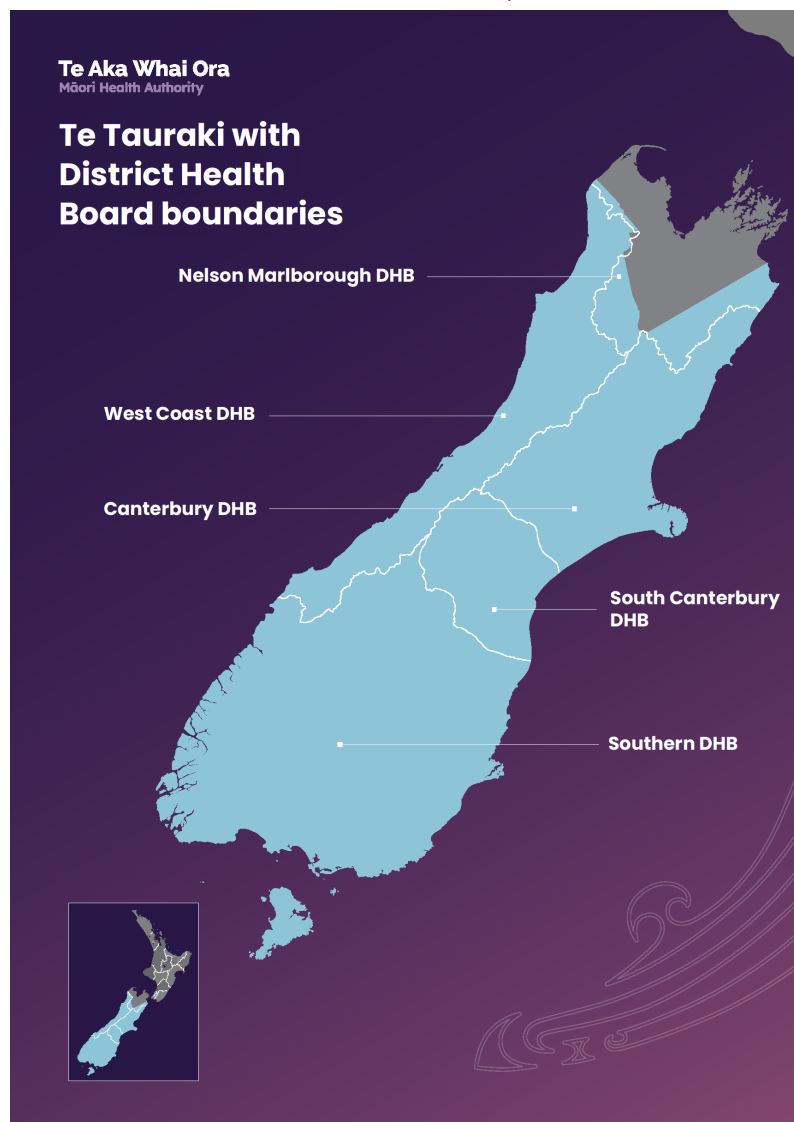 Te Aka Whai Ora
Māori Health Authority
Te Tauraki with
District Health
Board boundaries
Nelson Marlborough DHB
West Coast DHB
Canterbury DHB
South Canterbury
DHB
Southern DHB